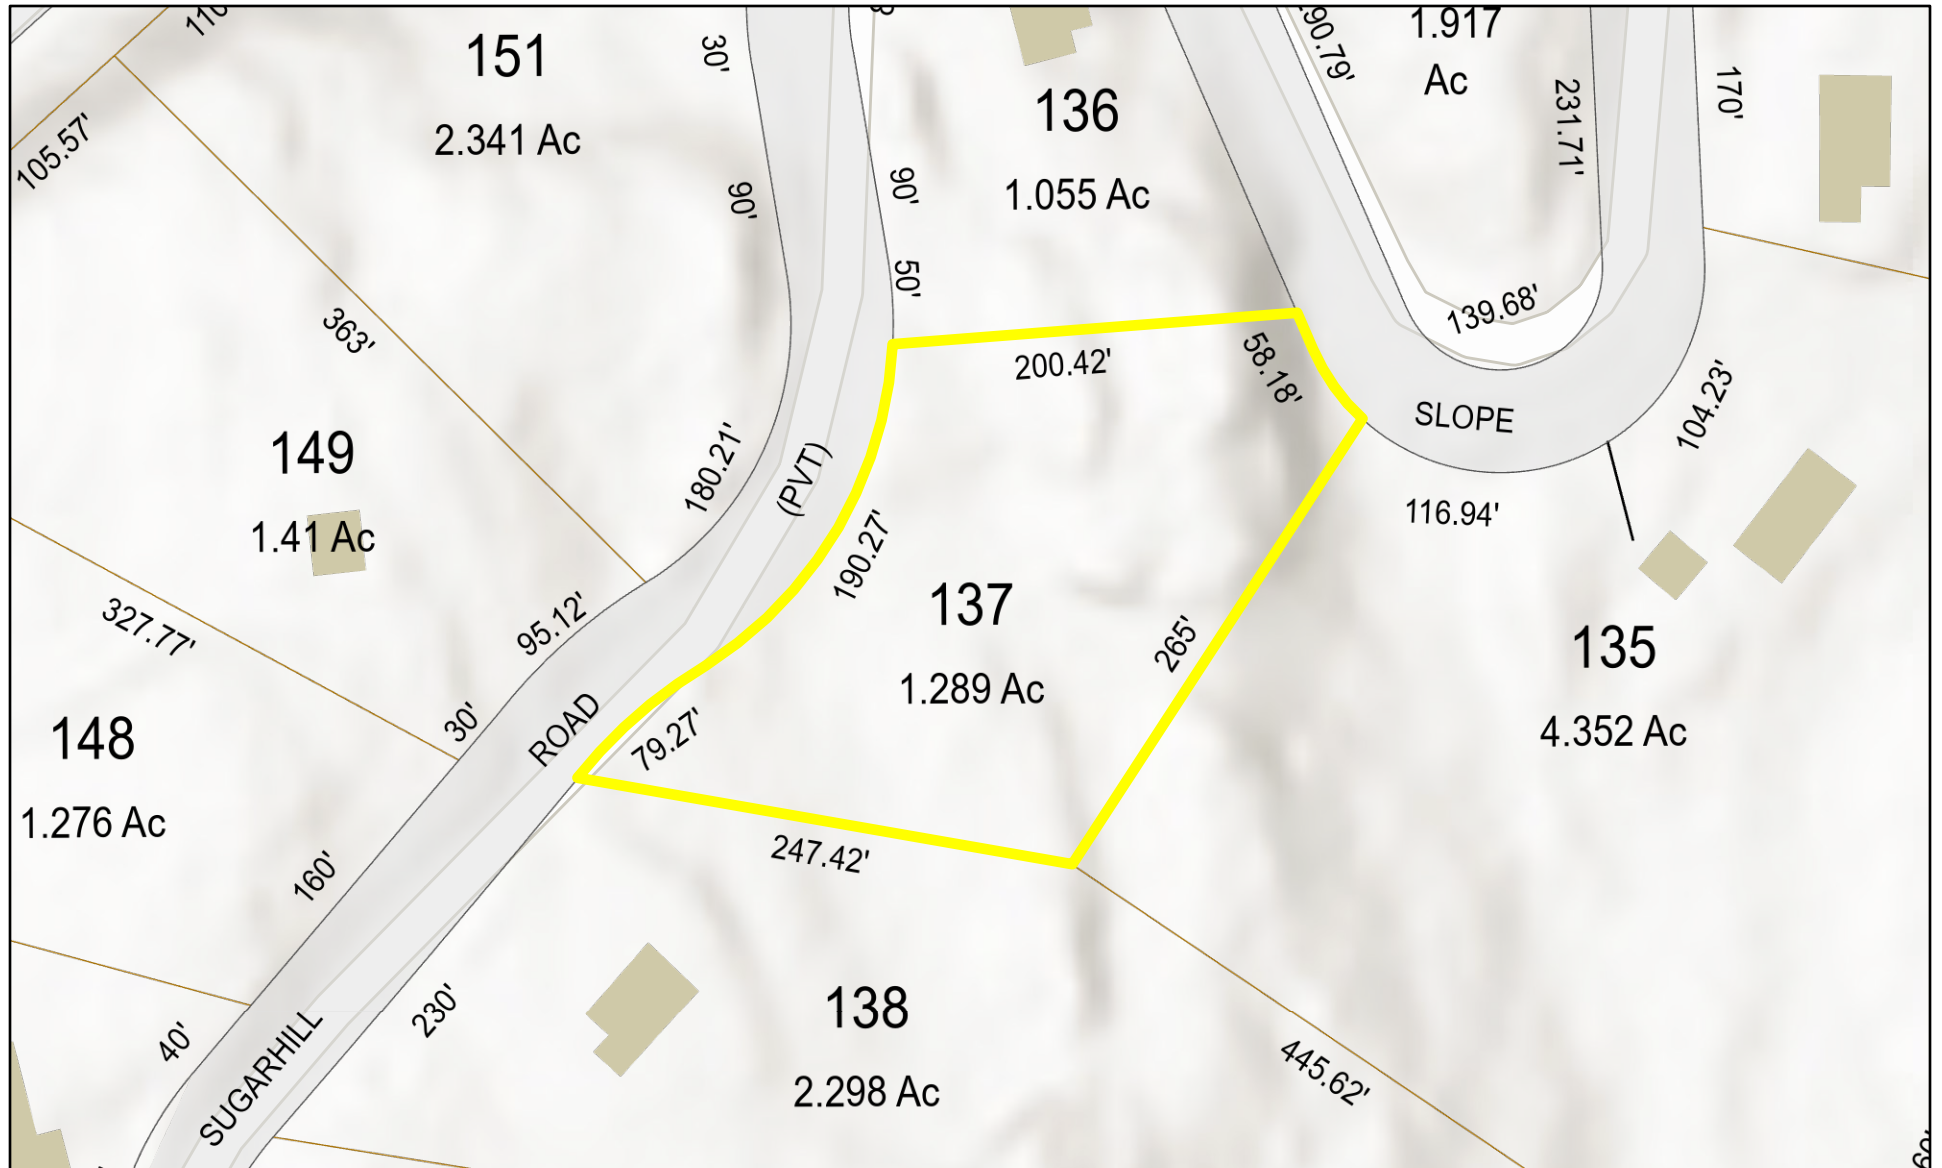 110
151
2.341 Ac
30'
136
1.055 Ac
1.917
Ac
231.71'
170'
105.57'
90'
90'
50'
139.68'
363'
200.42'
58.18'
SLOPE
104.23'
149
1.41 Ac
180.21'
(PVT)
116.94'
190.27'
137
1.289 Ac
265'
135
4.352 Ac
327.77'
95.12'
30'
ROAD
79.27'
148
1.276 Ac
160'
247.42'
138
2.298 Ac
230'
40'
SUGARHILL
445.62'